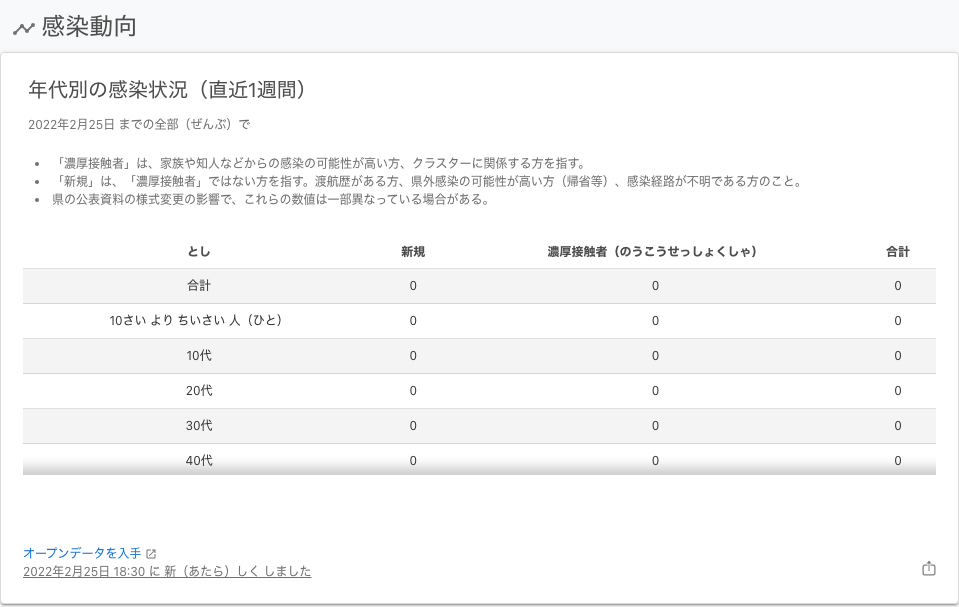 感染動向
年代別の感染状況（直近1週間）
2022年2月25日 までの全部（ぜんぶ）で
• 「濃厚接触者」は、家族や知人などからの感染の可能性が高い方、クラスターに関係する方を指す。
• 「新規」は、「濃厚接触者」ではない方を指す。渡航歴がある方、県外感染の可能性が高い方（帰省等）、感染経路が不明である方のこと。
• 県の公表資料の様式変更の影響で、これらの数値は一部異なっている場合がある。
とし 新規 濃厚接触者（のうこうせっしょくしゃ） 合計
合計 0 0 0
10さい より ちいさい 人（ひと） 0 0 0
10代 0 0 0
20代 0 0 0
30代 0 0 0
40代 0 0 0
オープンデータを入手
2022年2月25日 18:30 に 新（あたら）しく しました